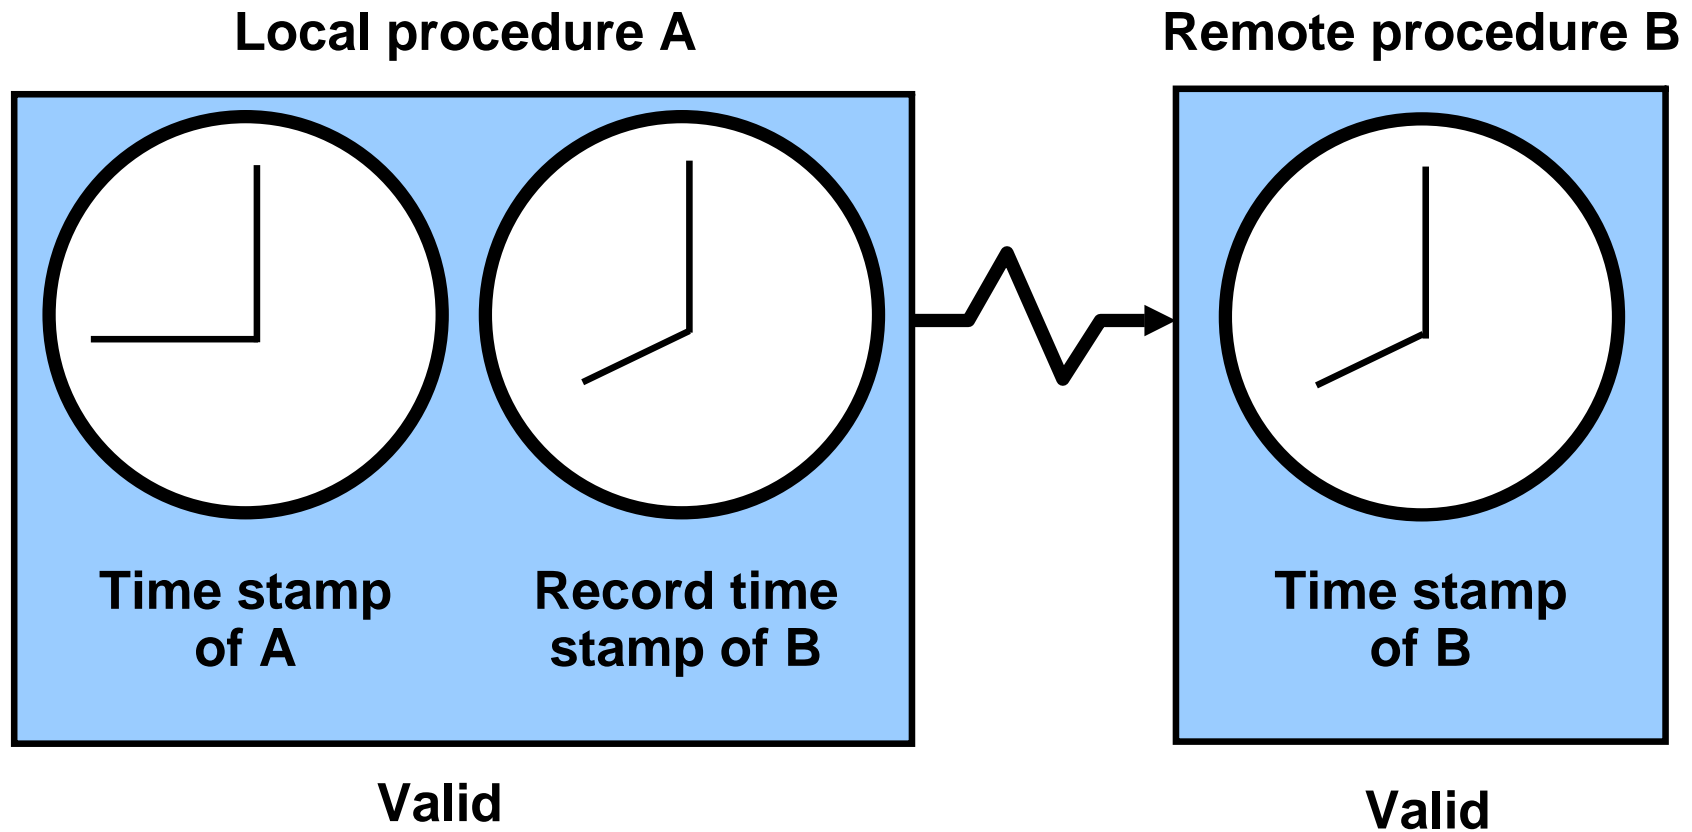 Local procedure A
Remote procedure B
Time stamp
of A
Record time
stamp of B
Time stamp
of B
Valid
Valid